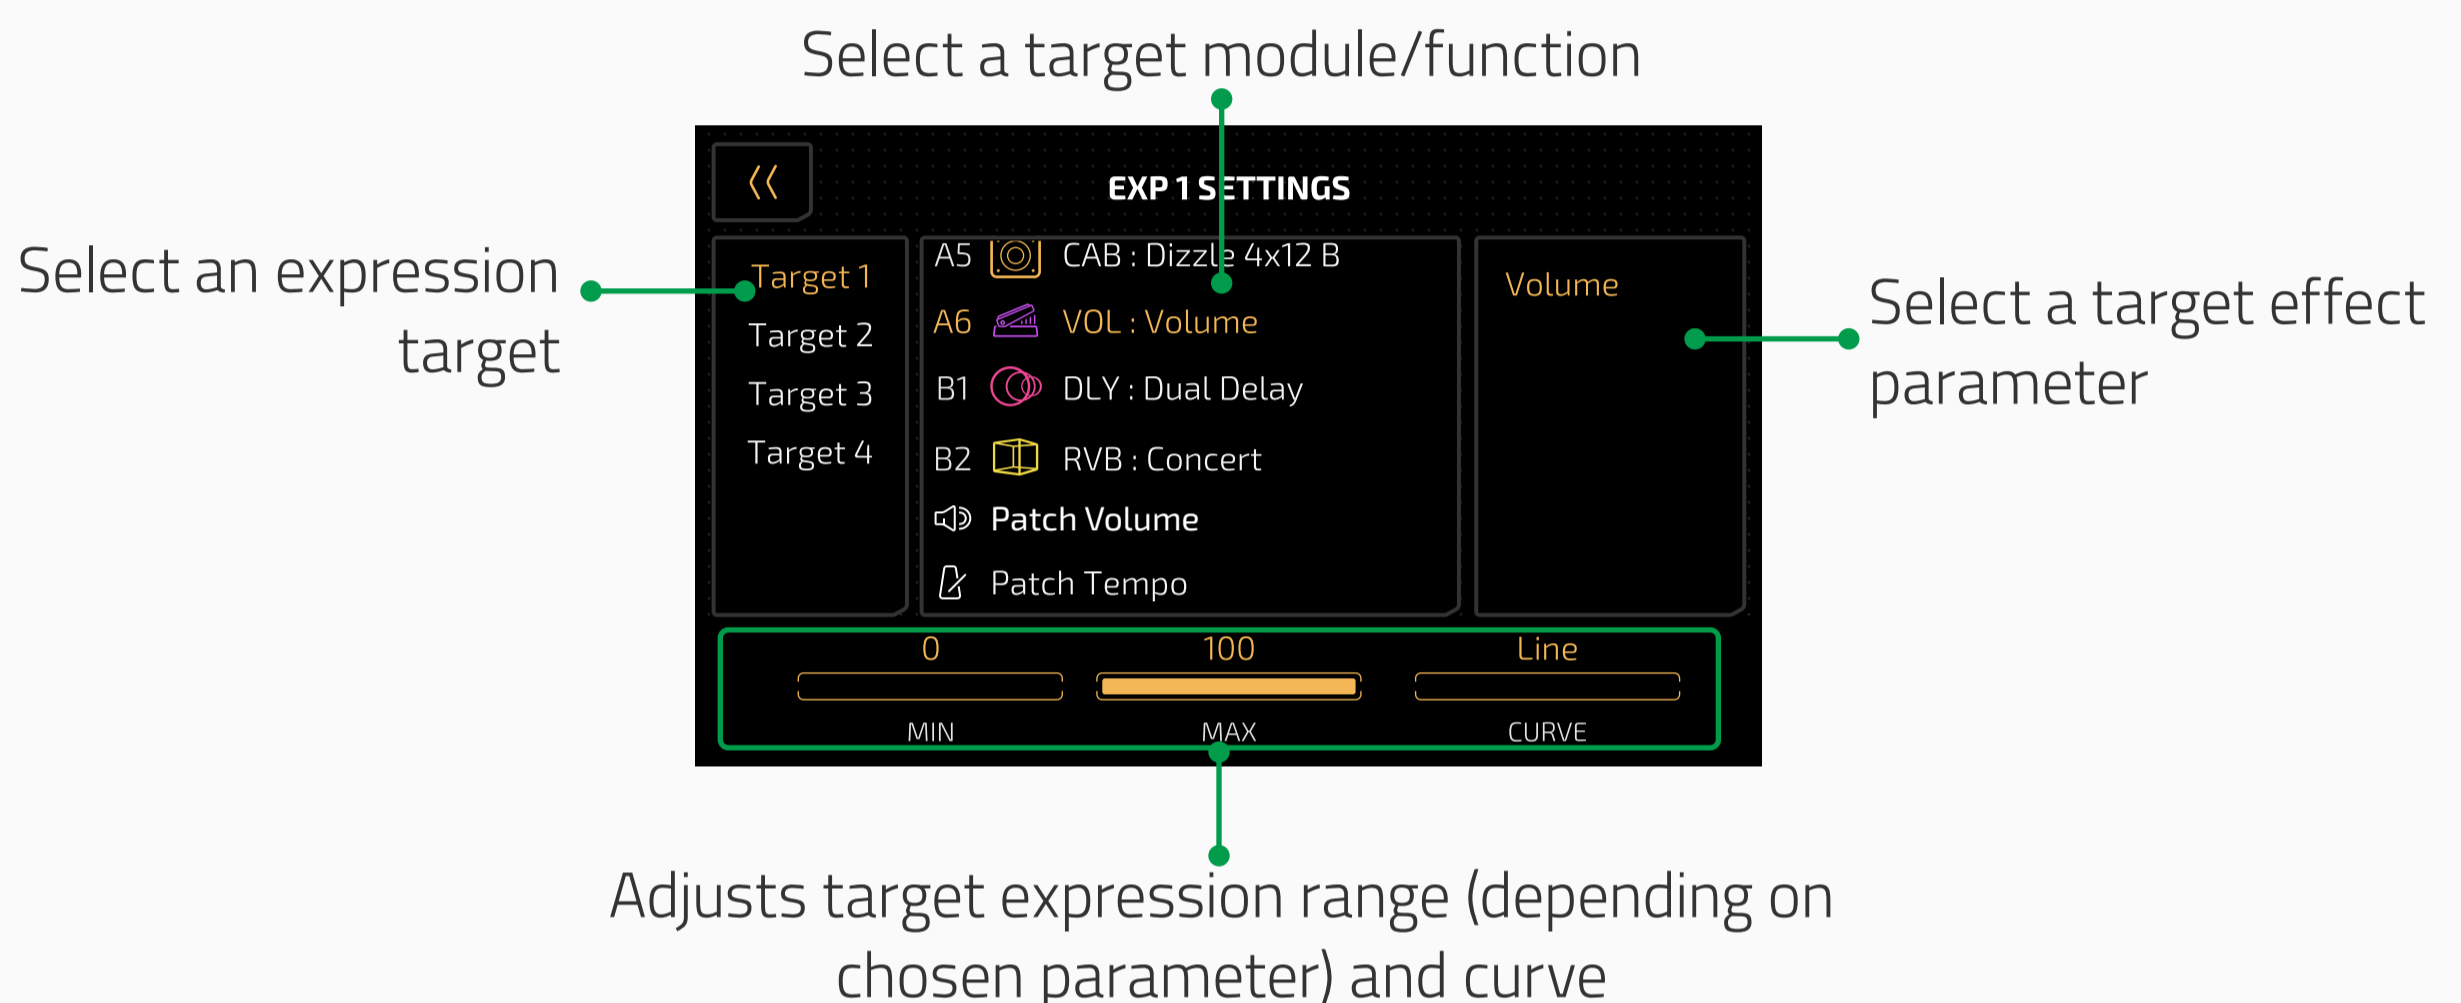 Select a target module/function
EXP 1 SETTINGS
Select an expression
target
Target 1
Target 2
Target 3
Target 4
A5 CAB : Dizzle 4x12 B
A6 VOL : Volume
B1 DLY : Dual Delay
B2 RVB : Concert
Patch Volume
Patch Tempo
Volume
Select a target effect
parameter
0 100 Line
MIN MAX CURVE
Adjusts target expression range (depending on
chosen parameter) and curve